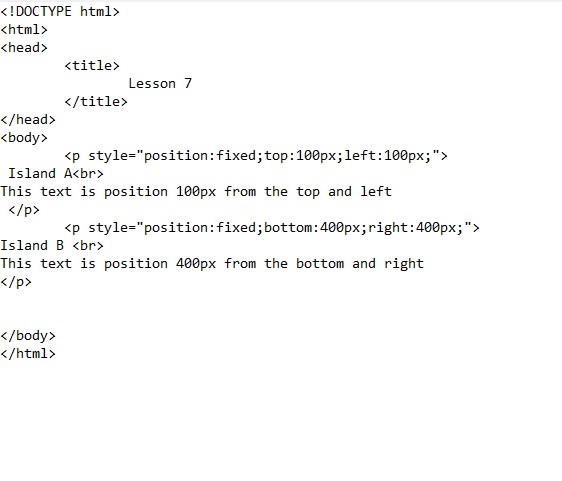 <!DOCTYPE html>
<html>
<head>
<title>
Lesson 7
</title>
</head>
<body>
<p style="position:fixed;top:100px;left:100px;">
Island A<br>
This text is position 100px from the top and left
</p>
<p style="position:fixed;bottom:400px;right:400px;">
Island B <br>
This text is position 400px from the bottom and right
</p>
</body>
</html>